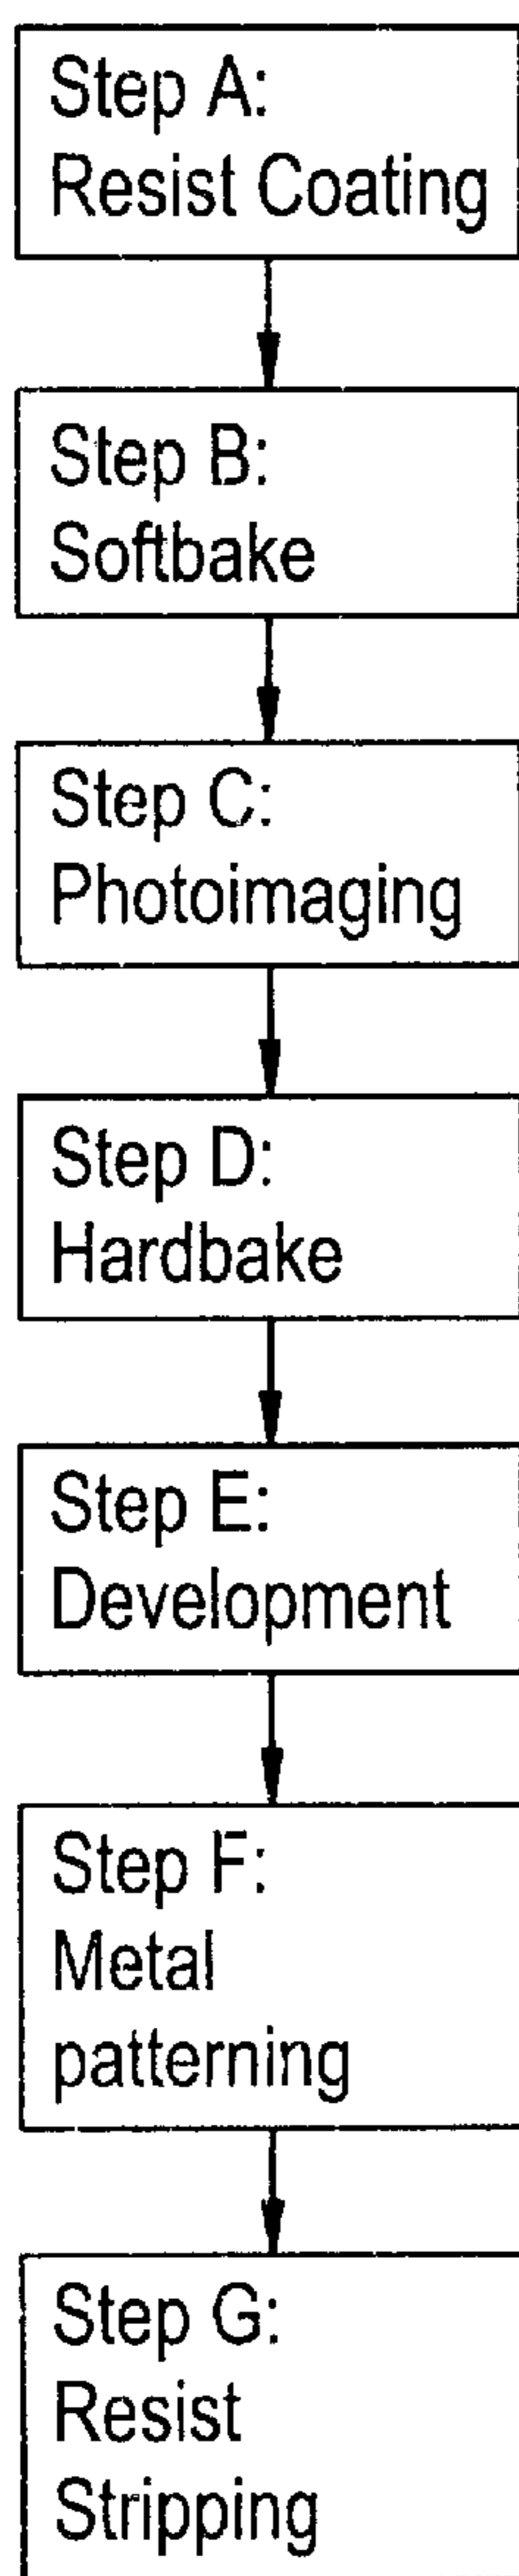 Step A:
Resist Coating
Step B:
Softbake
Step C:
Photoimaging
Step D:
Hardbake
Step E:
Development
Step F:
Metal
patterning
Step G:
Resist
Stripping